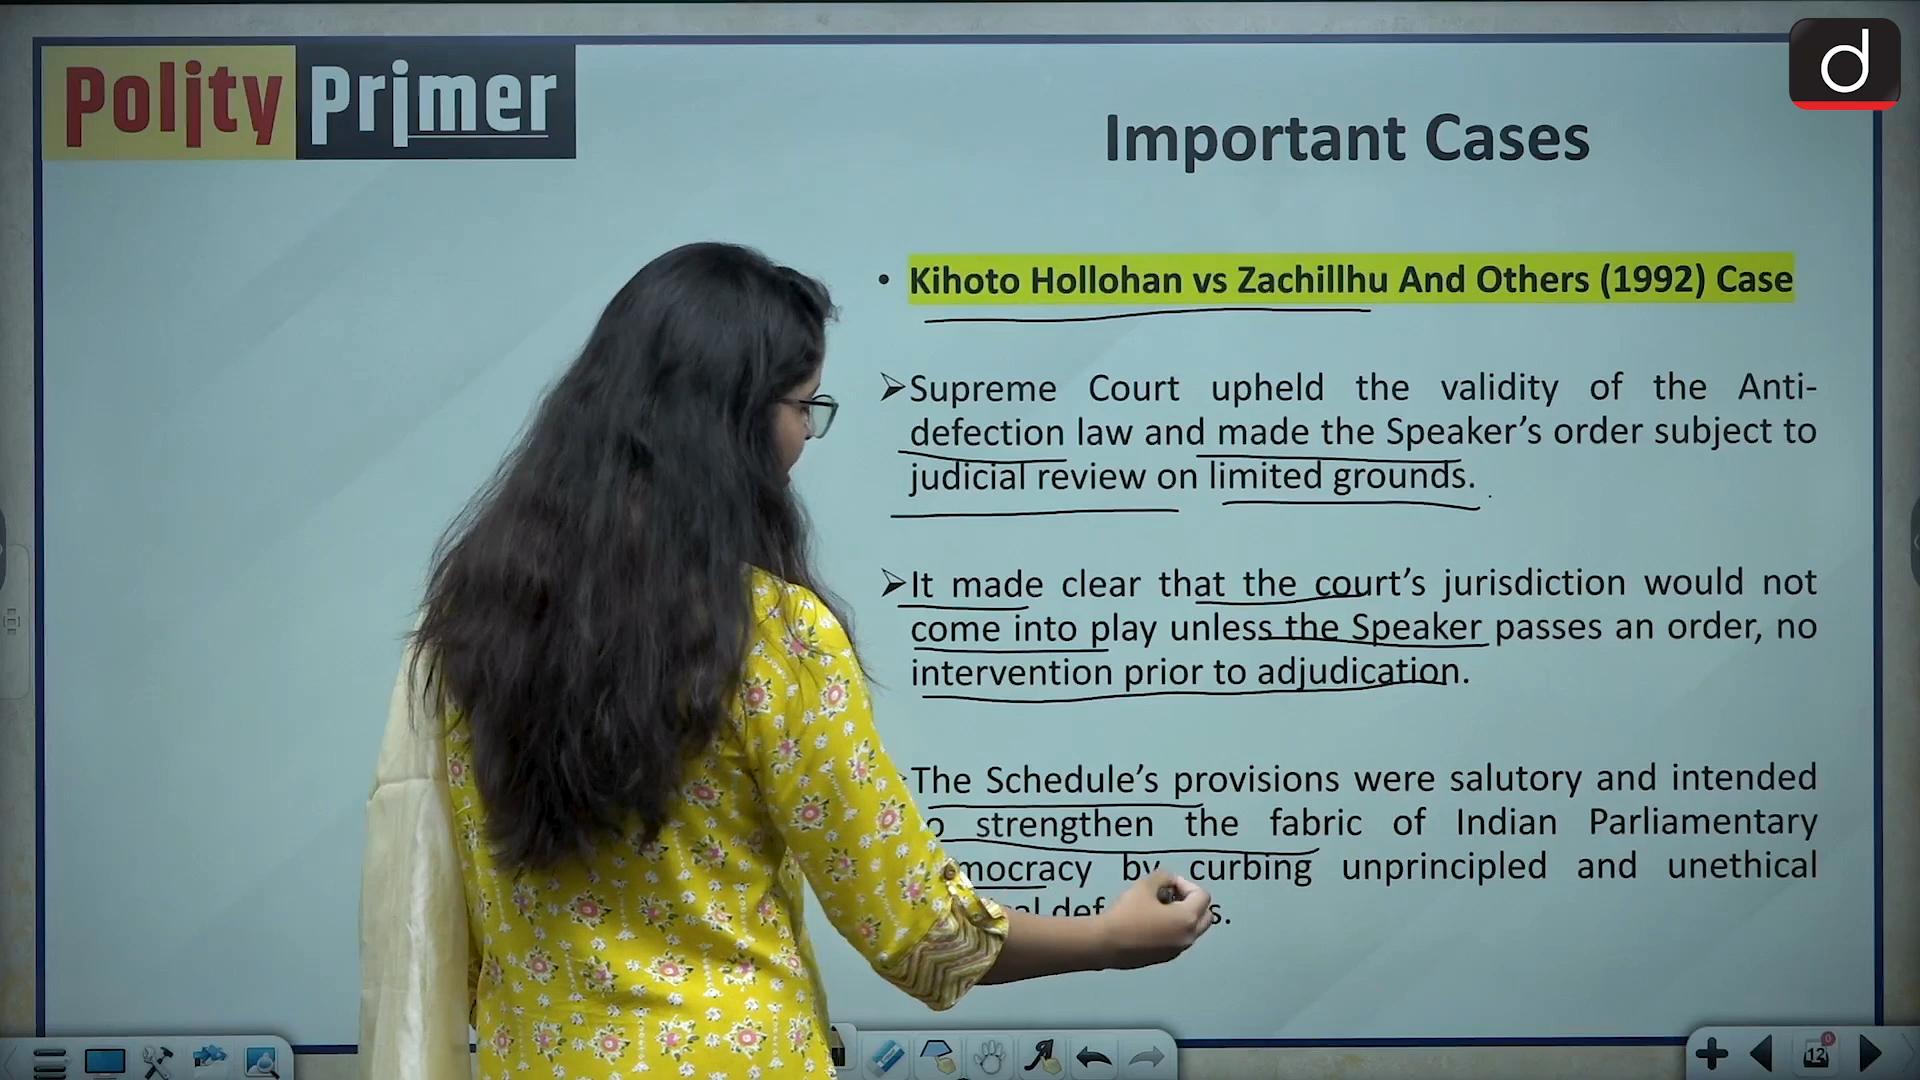 Polity Primer
d
Important Cases
• Kihoto Hollohan vs Zachillhu And Others (1992) Case
➢Supreme Court upheld the validity of the Anti-
defection law and made the Speaker’s order subject to
judicial review on limited grounds.
➢It made clear that the court’s jurisdiction would not
come into play unless the Speaker passes an order, no
intervention prior to adjudication.
The Schedule’s provisions were salutory and intended
strengthen the fabric of Indian Parliamentary
by curbing unprincipled and unethical
12
0